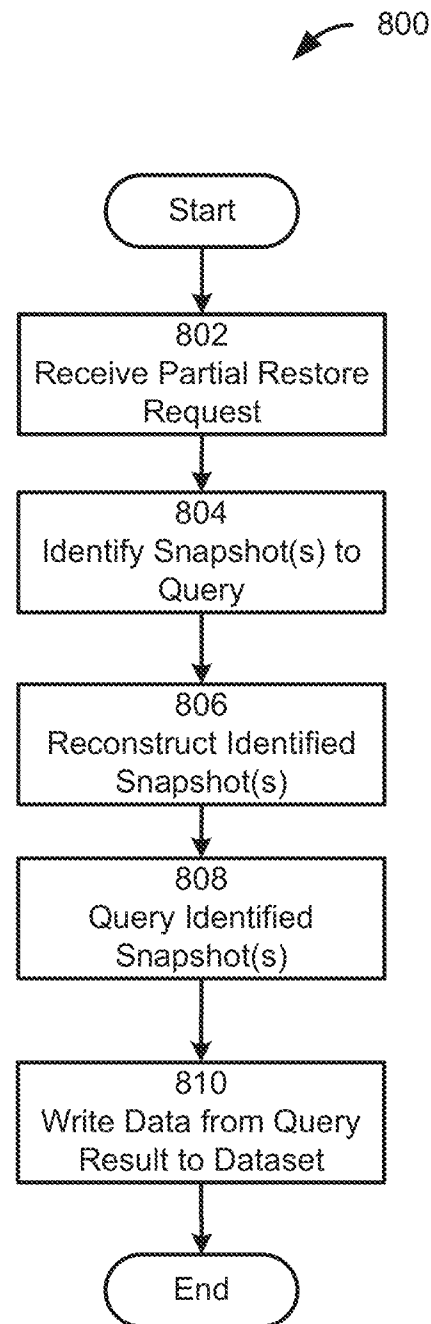 800
Start
802
Receive Partial Restore
Request
804
Identify Snapshot(s) to
Query
806
Reconstruct Identified
Snapshot(s)
808
Query Identified
Snapshot(s)
810
Write Data from Query
Result to Dataset
End